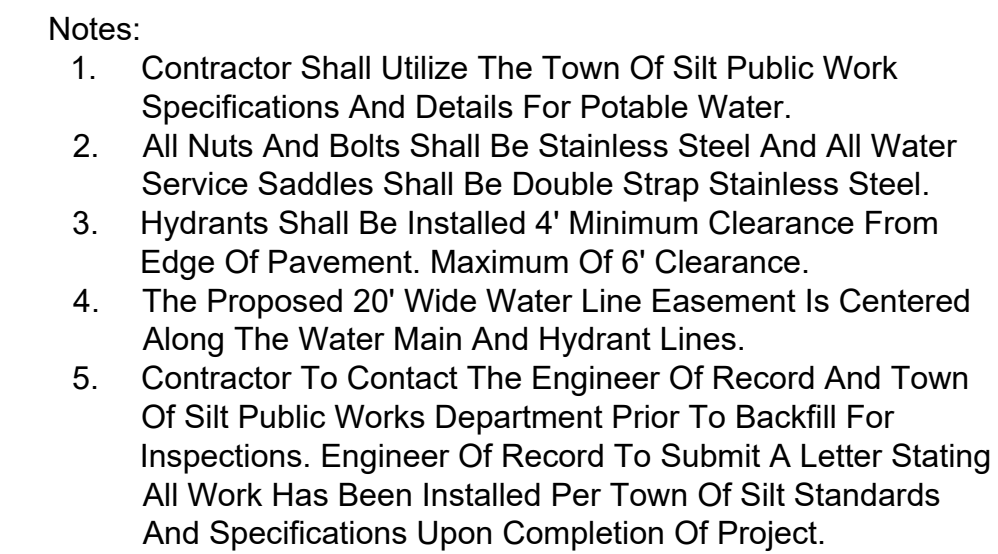 Notes:
1. Contractor Shall Utilize The Town Of Silt Public Work
Specifications And Details For Potable Water.
2. All Nuts And Bolts Shall Be Stainless Steel And All Water
Service Saddles Shall Be Double Strap Stainless Steel.
3. Hydrants Shall Be Installed 4' Minimum Clearance From
Edge Of Pavement. Maximum Of 6' Clearance.
4. The Proposed 20' Wide Water Line Easement Is Centered
Along The Water Main And Hydrant Lines.
5. Contractor To Contact The Engineer Of Record And Town
Of Silt Public Works Department Prior To Backfill For
Inspections. Engineer Of Record To Submit A Letter Stating
All Work Has Been Installed Per Town Of Silt Standards
And Specifications Upon Completion Of Project.